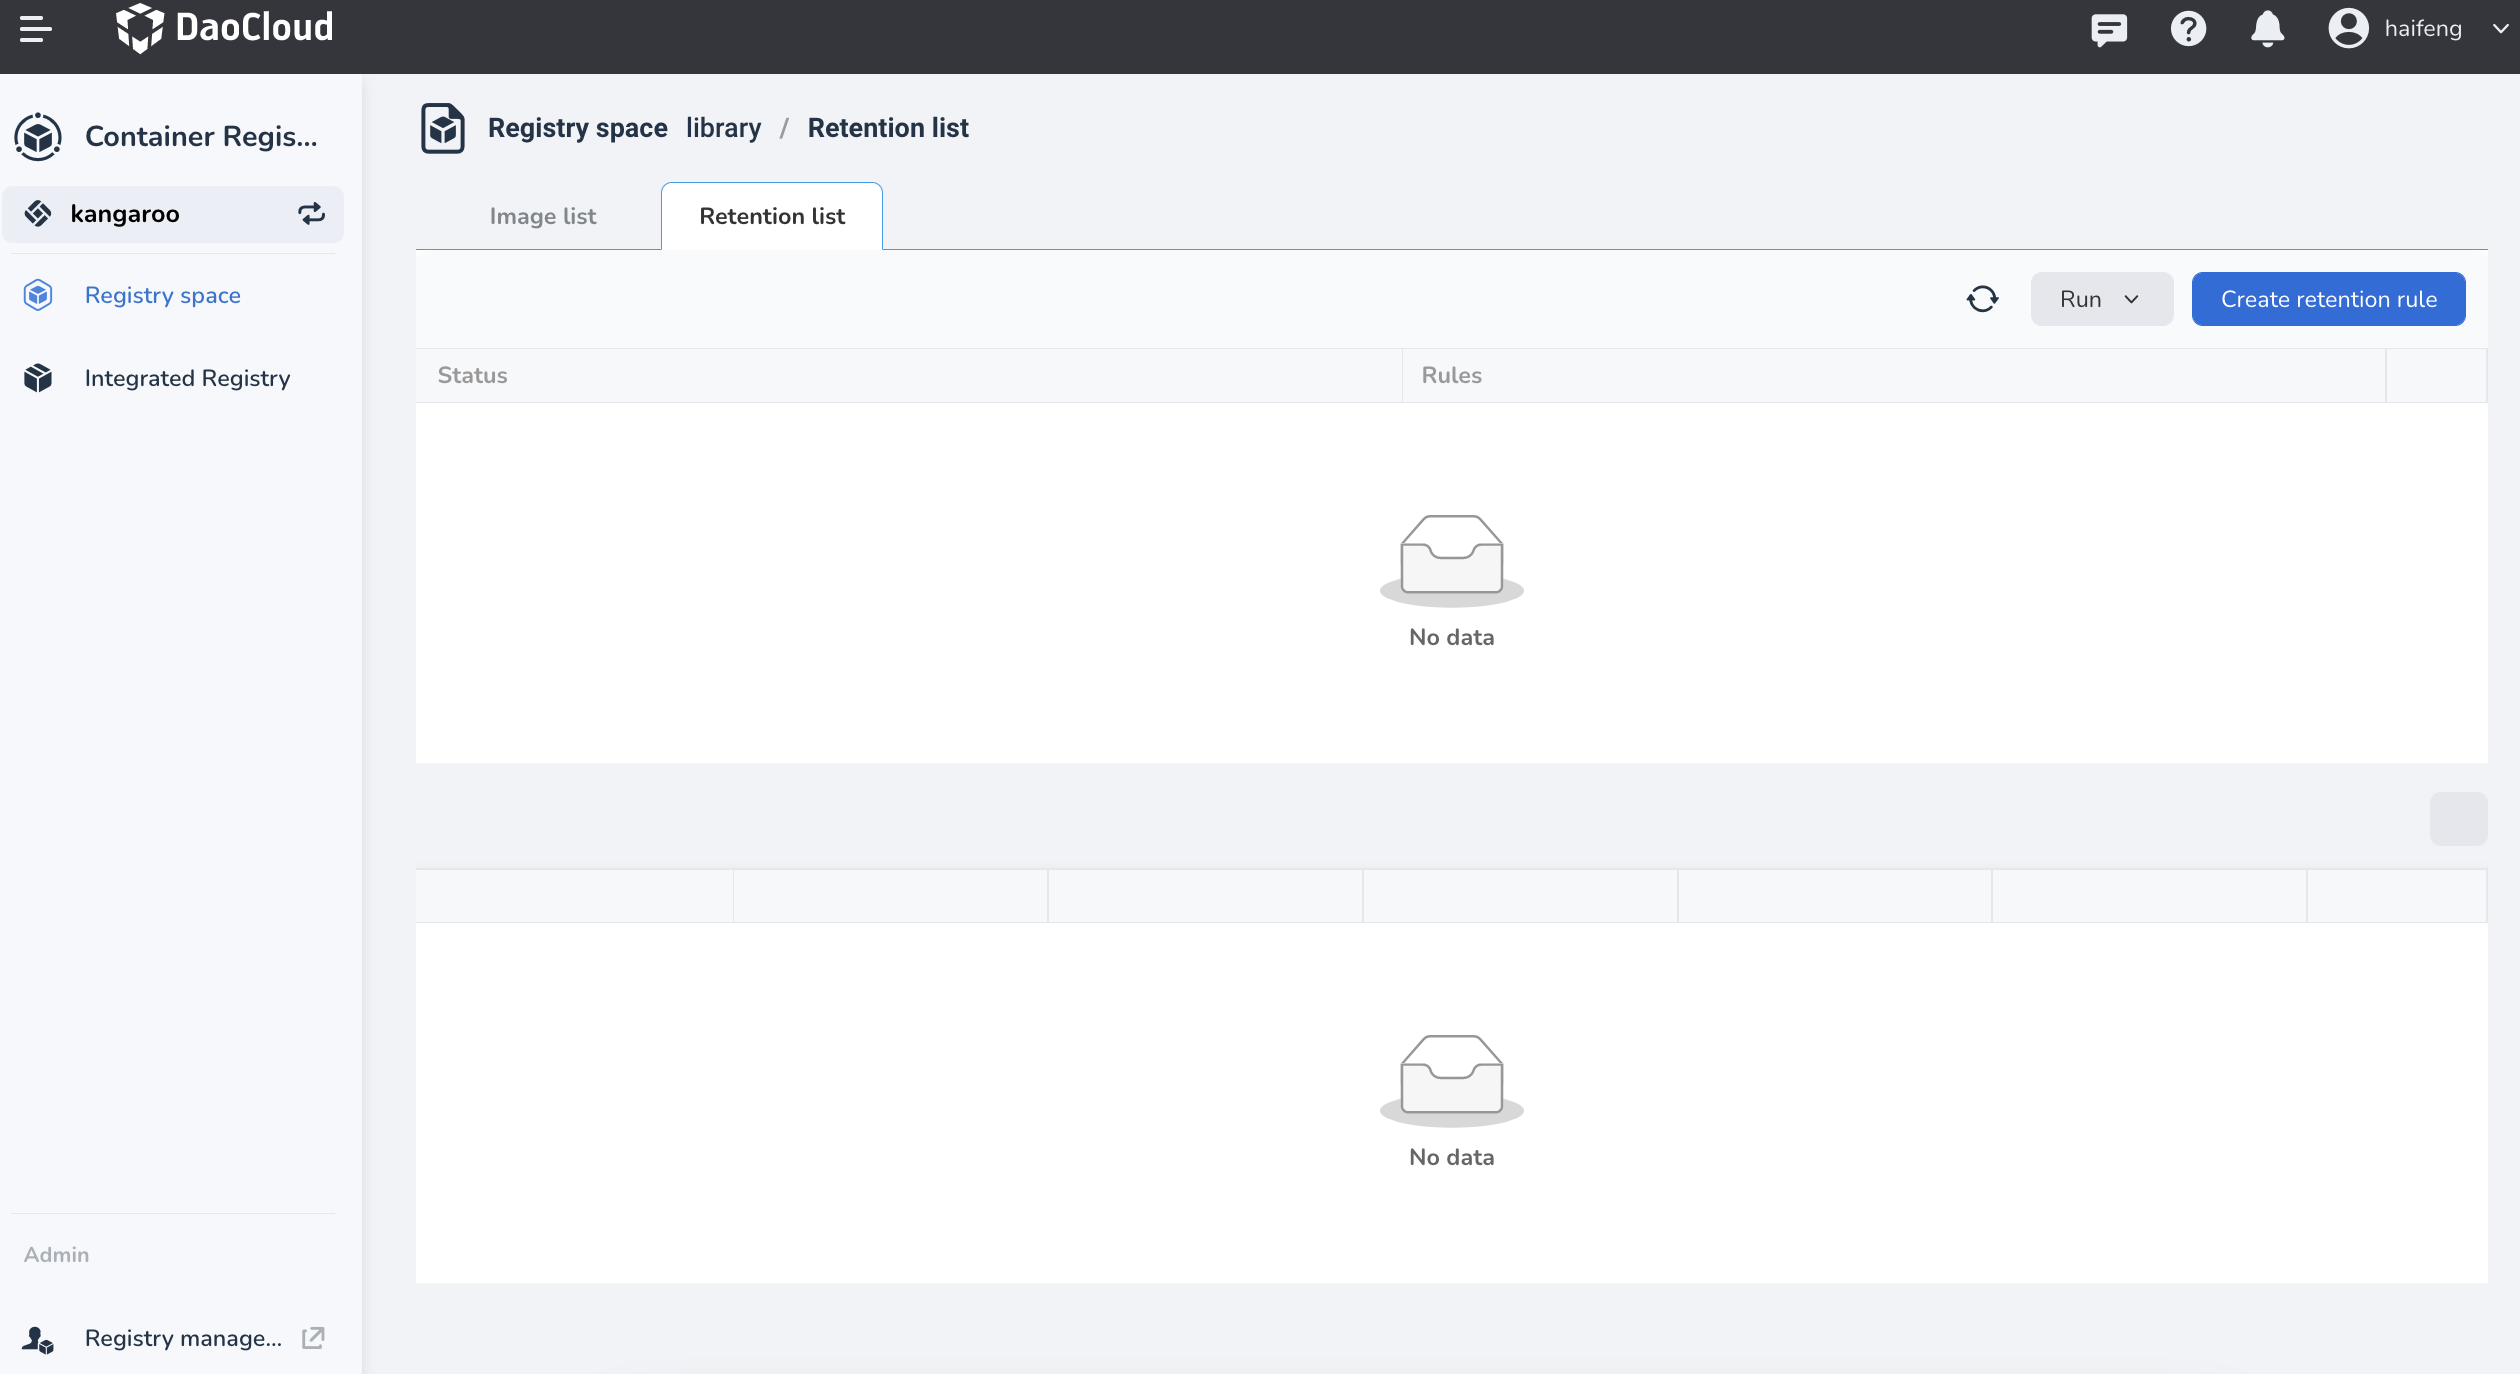 DaoCloud
haifeng
Container Regis...
kangaroo
Registry space
Integrated Registry
Admin
Registry manage...
Registry space library / Retention list
Image list
Retention list
Run
Create retention rule
Status
Rules
No data
No data